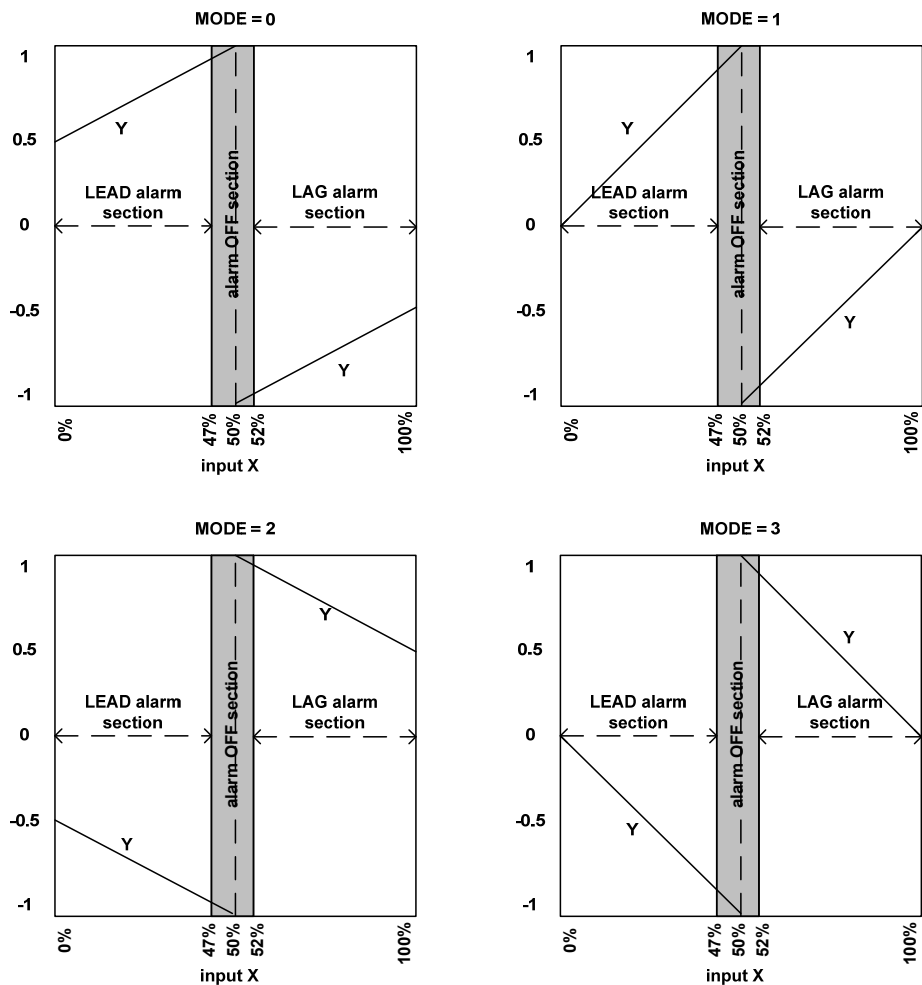 MODE = 0
1
0.5
0
-0.5
-1
Y
LEAD alarm
section
alarm OFF section
LAG alarm
section
Y
0%
47%
50%
52%
100%
input X
MODE = 1
1
0.5
0
-0.5
-1
Y
LEAD alarm
section
alarm OFF section
LAG alarm
section
Y
0%
47%
50%
52%
100%
input X
MODE = 2
1
0.5
0
-0.5
-1
Y
LEAD alarm
section
alarm OFF section
LAG alarm
section
Y
0%
47%
50%
52%
100%
input X
MODE = 3
1
0.5
0
-0.5
-1
Y
LEAD alarm
section
alarm OFF section
LAG alarm
section
Y
0%
47%
50%
52%
100%
input X